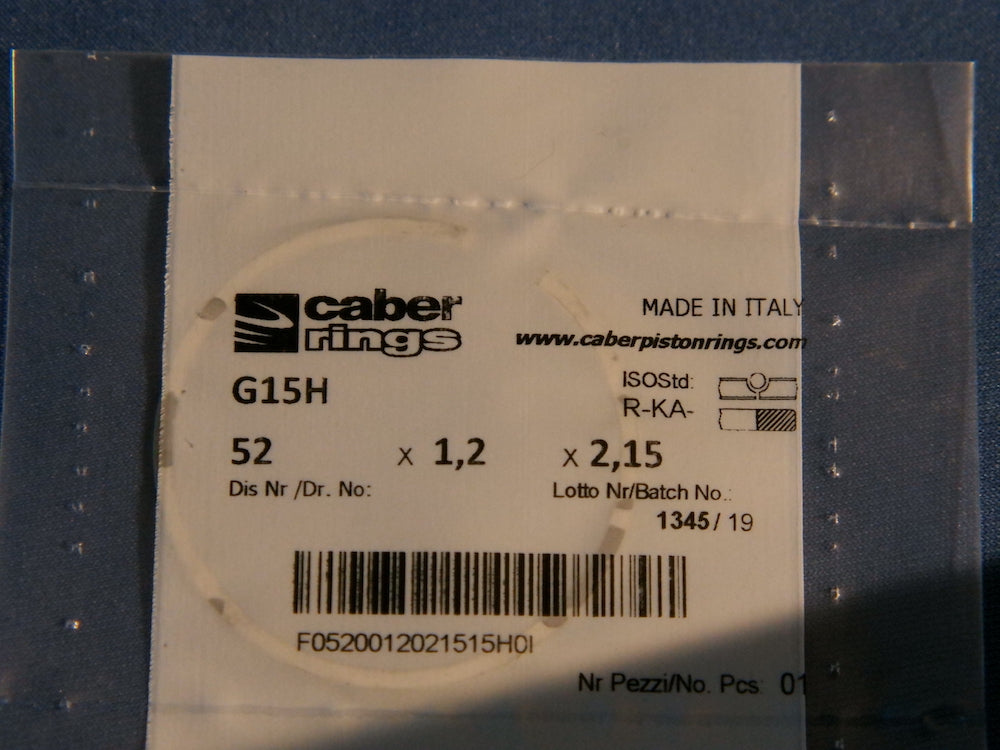 caber
rings
MADE IN ITALY
www.caberpistonrings.com
G15H
ISOStd:
R-KA-
52 x 1,2 x 2,15
Dis Nr /Dr. No:
Lotto Nr/Batch No.:
1345/ 19
F0520012021515H0I
Nr Pezzi/No. Pcs: 01